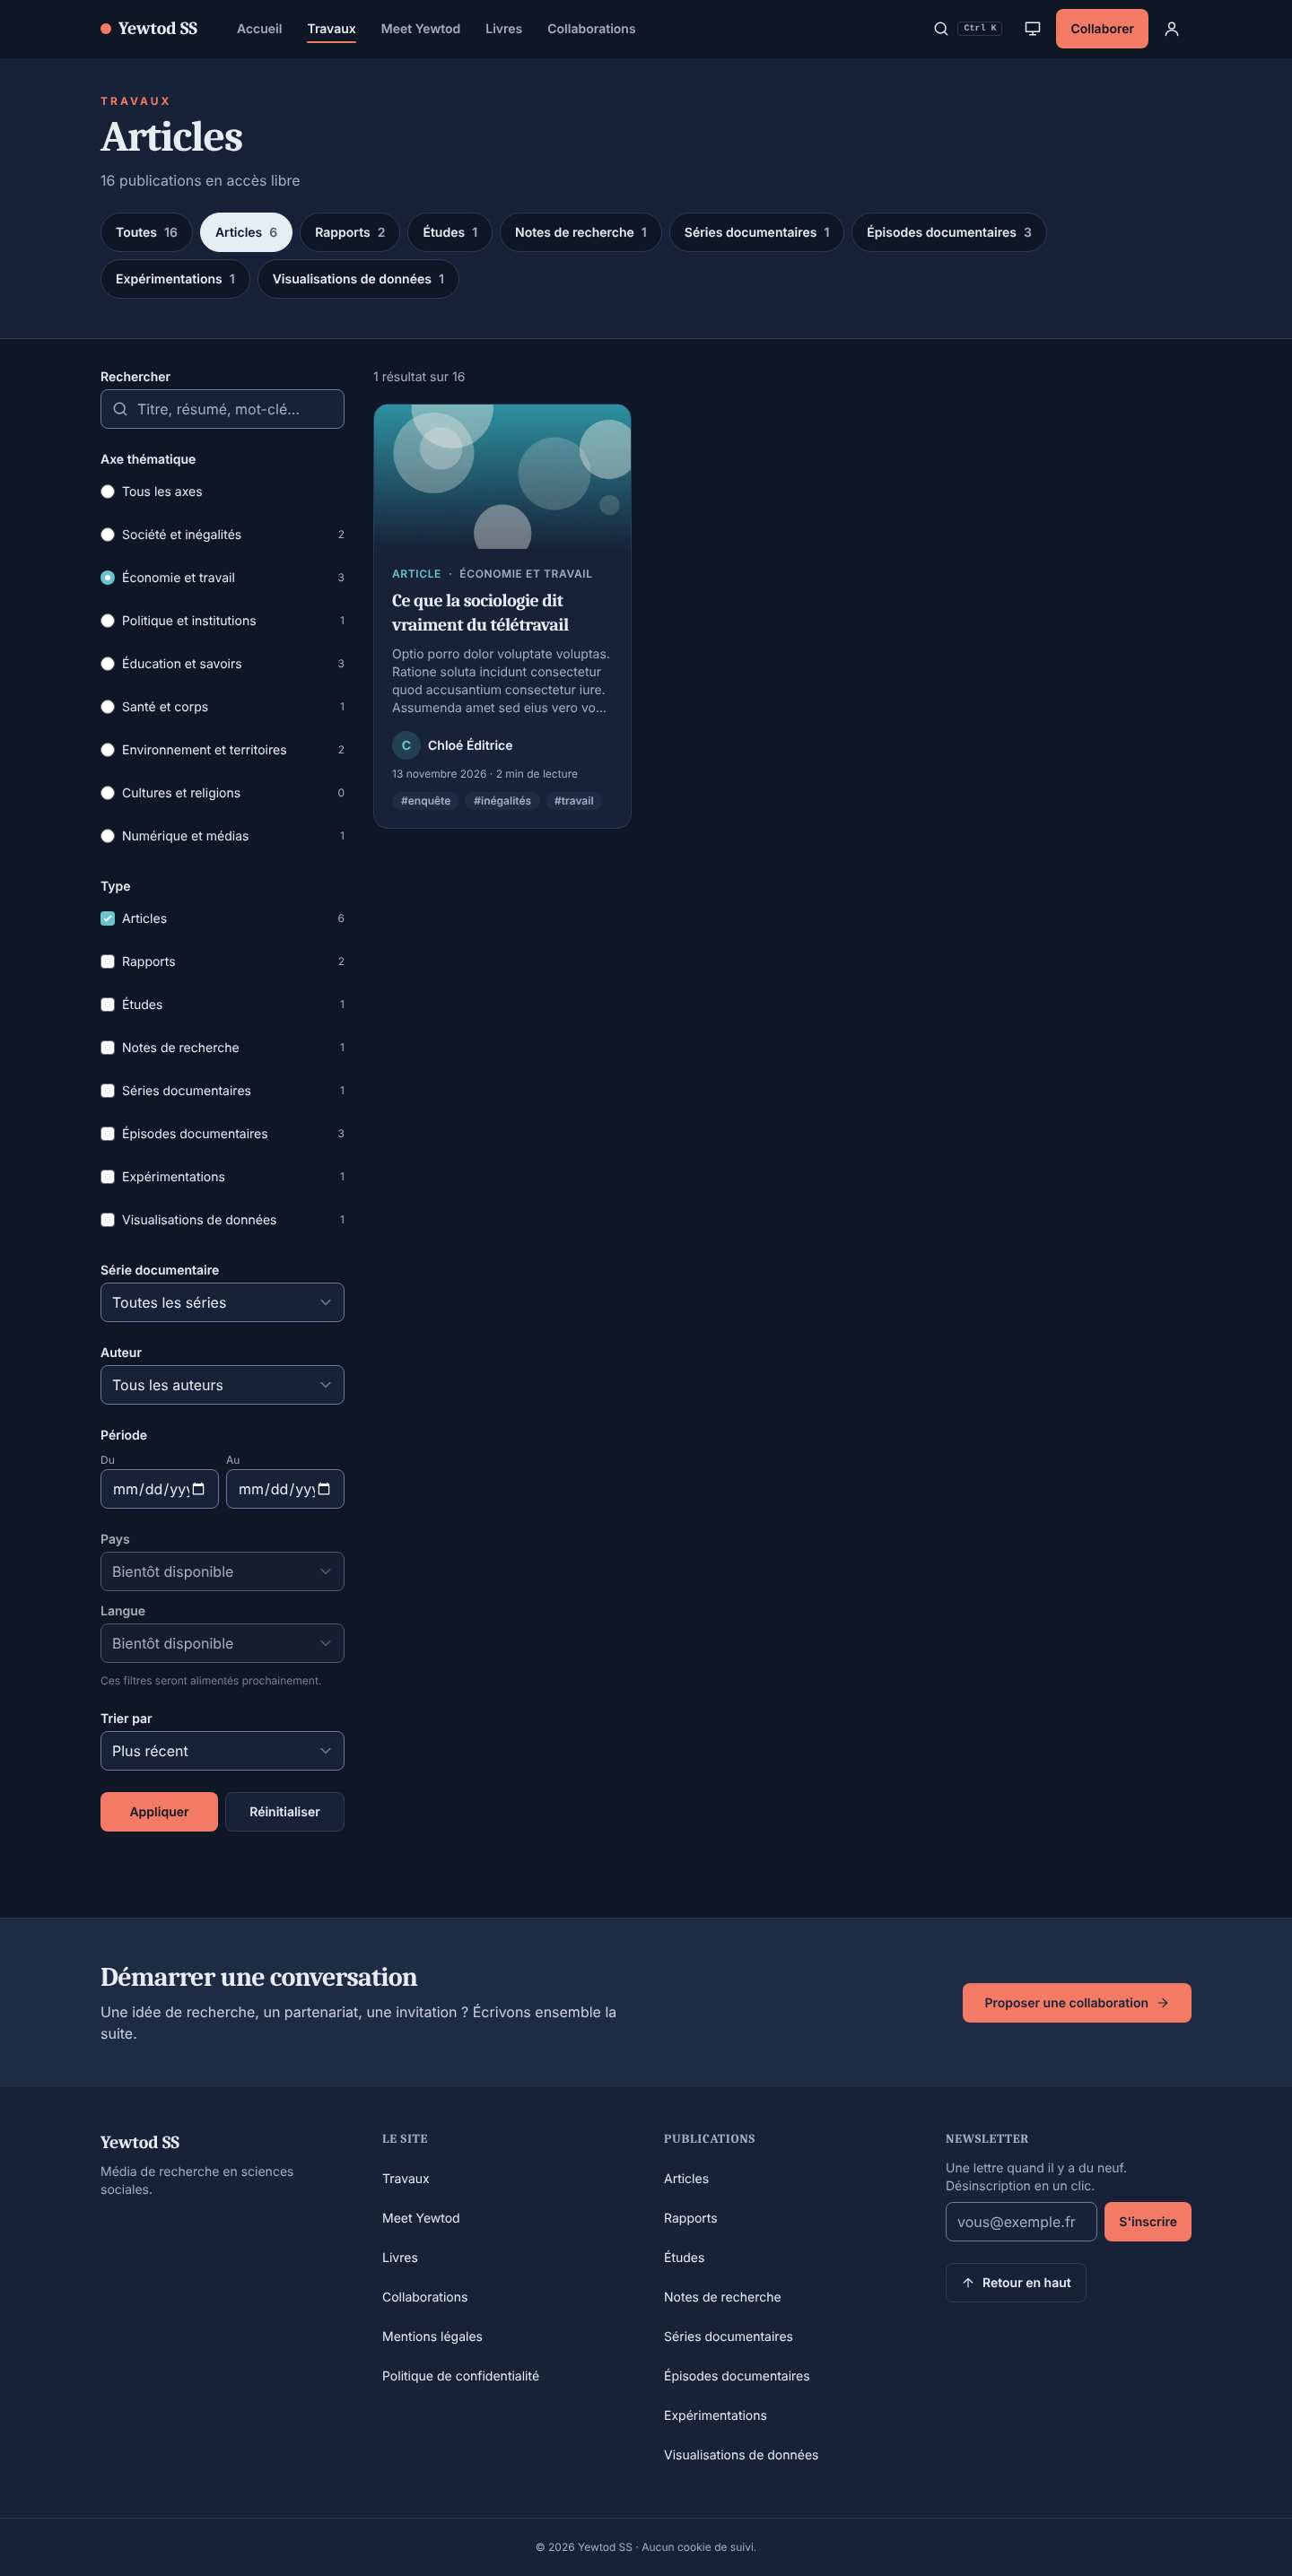 Yewtod SS
Accueil
Travaux
Meet Yewtod
Livres
Collaborations
Ctrl K
Collaborer
TRAVAUX
Articles
16 publications en accès libre
Toutes 16
Articles 6
Rapports 2
Études 1
Notes de recherche 1
Séries documentaires 1
Épisodes documentaires 3
Expérimentations 1
Visualisations de données 1
Rechercher
Titre, résumé, mot-clé…
Axe thématique
Tous les axes
Société et inégalités 2
Économie et travail 3
Politique et institutions 1
Éducation et savoirs 3
Santé et corps 1
Environnement et territoires 2
Cultures et religions 0
Numérique et médias 1
Type
Articles 6
Rapports 2
Études 1
Notes de recherche 1
Séries documentaires 1
Épisodes documentaires 3
Expérimentations 1
Visualisations de données 1
Série documentaire
Toutes les séries
Auteur
Tous les auteurs
Période
Du
Au
mm/dd/yyy
mm/dd/yyy
Pays
Bientôt disponible
Langue
Bientôt disponible
Ces filtres seront alimentés prochainement.
Trier par
Plus récent
Appliquer
Réinitialiser
1 résultat sur 16
ARTICLE · ÉCONOMIE ET TRAVAIL
Ce que la sociologie dit
vraiment du télétravail
Optio porro dolor voluptate voluptas.
Ratione soluta incidunt consectetur
quod accusantium consectetur iure.
Assumenda amet sed eius vero vo…
C
Chloé Éditrice
13 novembre 2026 · 2 min de lecture
#enquête
#inégalités
#travail
Démarrer une conversation
Une idée de recherche, un partenariat, une invitation ? Écrivons ensemble la
suite.
Proposer une collaboration
Yewtod SS
Média de recherche en sciences
sociales.
LE SITE
Travaux
Meet Yewtod
Livres
Collaborations
Mentions légales
Politique de confidentialité
PUBLICATIONS
Articles
Rapports
Études
Notes de recherche
Séries documentaires
Épisodes documentaires
Expérimentations
Visualisations de données
NEWSLETTER
Une lettre quand il y a du neuf.
Désinscription en un clic.
vous@exemple.fr
S'inscrire
Retour en haut
© 2026 Yewtod SS · Aucun cookie de suivi.